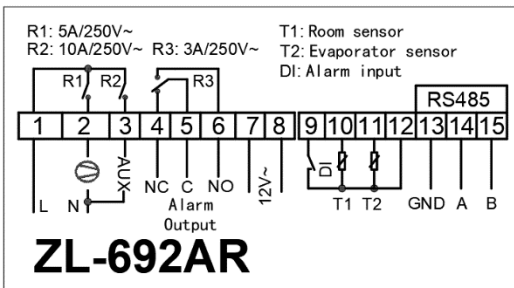 R1: 5A/250V~
R2: 10A/250V~ R3: 3A/250V~
T1: Room sensor
T2: Evaporator sensor
DI: Alarm input
R1 R2 R3
RS485
1 2 3 4 5 6 7 8 9 10 11 12 13 14 15
L N AUX NC C NO 12V~ DI T1 T2 GND A B
Alarm
Output
ZL-692AR